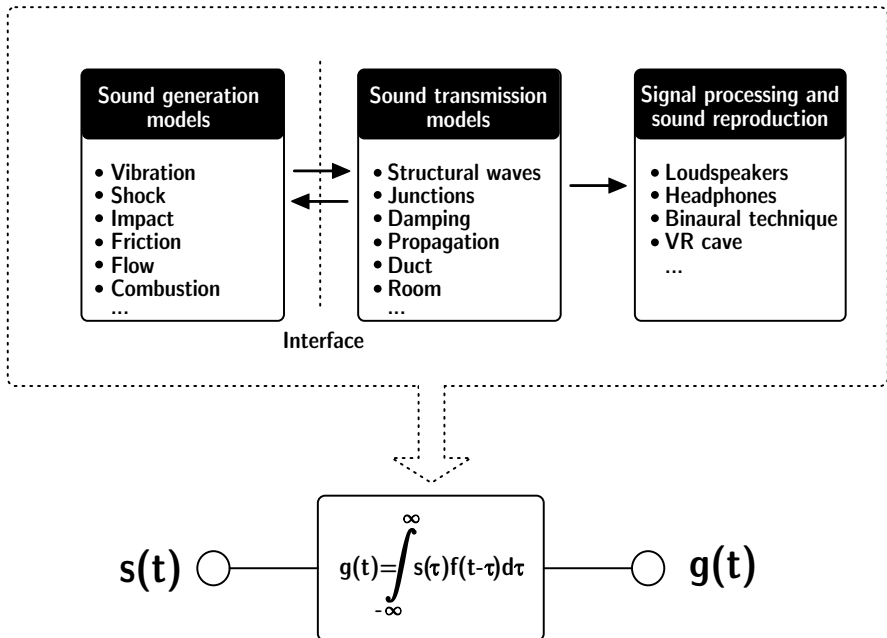 Sound generation
models
• Vibration
• Shock
• Impact
• Friction
• Flow
• Combustion
...
Interface
Sound transmission
models
• Structural waves
• Junctions
• Damping
• Propagation
• Duct
• Room
...
Signal processing and
sound reproduction
• Loudspeakers
• Headphones
• Binaural technique
• VR cave
...
s(t)
g(t)=∫_{-∞}^{∞} s(τ)f(t-τ)dτ
g(t)